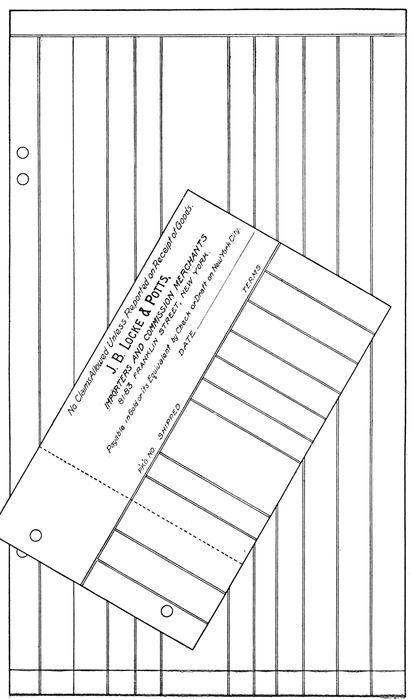 No Claims Allowed Unless Reported on Receipt of Goods.
J. B. LOCKE & POTTS,
IMPORTERS AND COMMISSION MERCHANTS
81-83 FRANKLIN STREET, NEW YORK.
Payable in Gold or its Equivalent by Check or Draft on New York City.
DATE
PKG. NO. SHIPPED TERMS